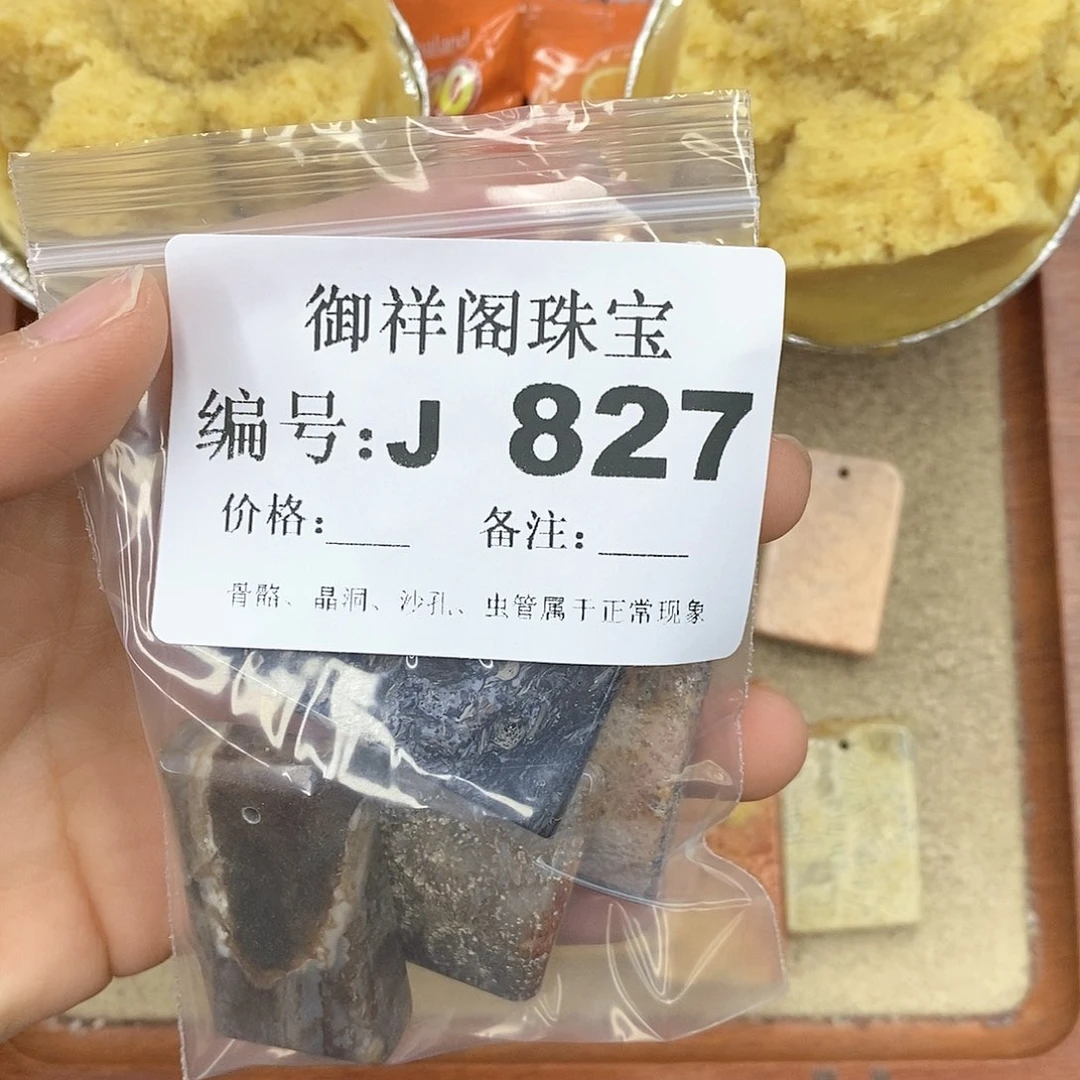 Thailand
御祥阁珠宝
编号:J 827
价格:____ 备注:____
骨骼、晶洞、沙孔、虫管属于正常现象